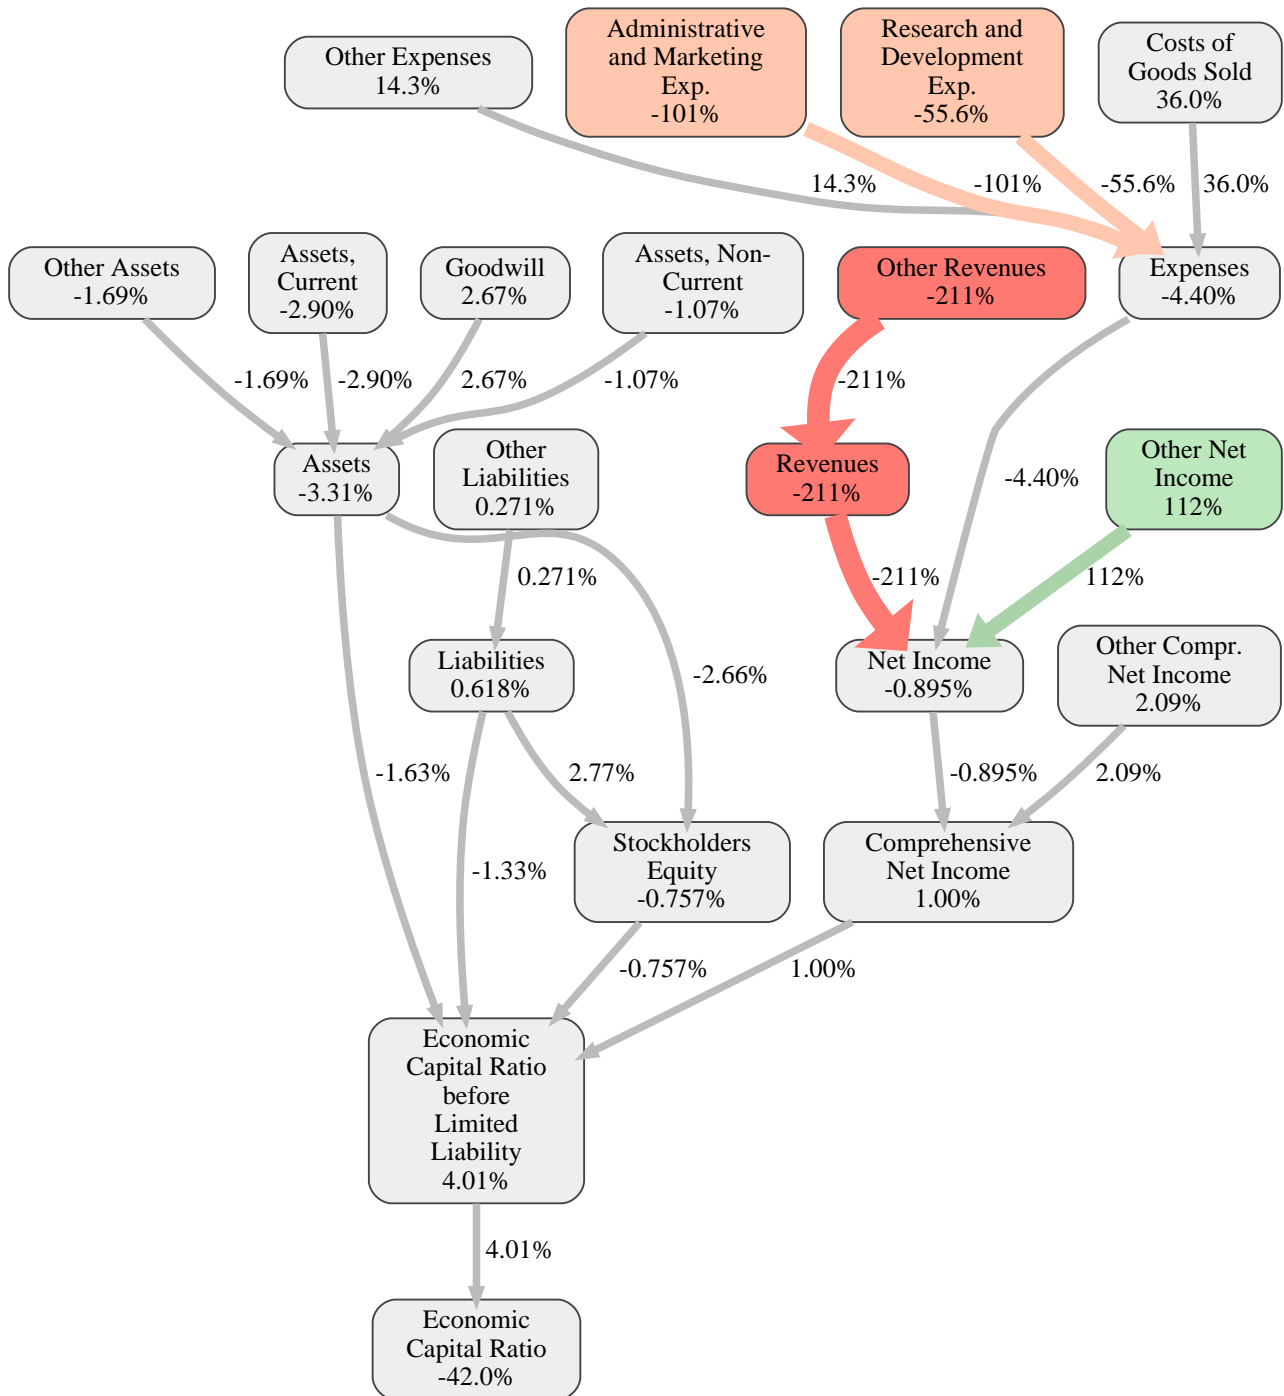 Other Expenses
14.3%
Administrative
and Marketing
Exp.
-101%
Research and
Development
Exp.
-55.6%
Costs of
Goods Sold
36.0%
14.3%
-101%
-55.6%
36.0%
Other Assets
-1.69%
Assets,
Current
-2.90%
Goodwill
2.67%
Assets, Non-
Current
-1.07%
Other Revenues
-211%
Expenses
-4.40%
-1.69%
-2.90%
2.67%
-1.07%
-211%
Assets
-3.31%
Other
Liabilities
0.271%
Revenues
-211%
-4.40%
Other Net
Income
112%
0.271%
-211%
112%
Liabilities
0.618%
-2.66%
Net Income
-0.895%
Other Compr.
Net Income
2.09%
-1.63%
2.77%
-0.895%
2.09%
-1.33%
Stockholders
Equity
-0.757%
Comprehensive
Net Income
1.00%
-0.757%
1.00%
Economic
Capital Ratio
before
Limited
Liability
4.01%
4.01%
Economic
Capital Ratio
-42.0%